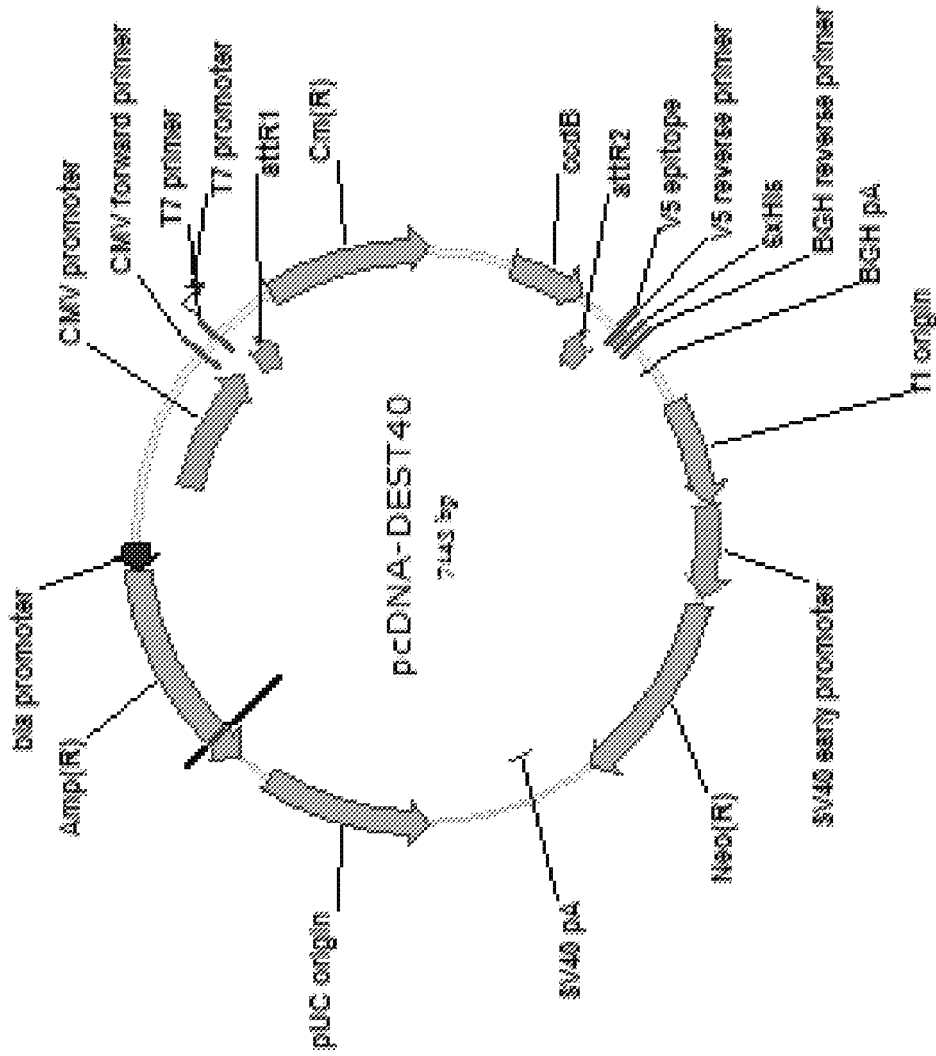 bla promoter
Amp(R)
pUC origin
CMV promoter
CMV forward primer
T7 primer
T7 promoter
attR1
Cm(R)
pcDNA-DEST40
7143 bp
SV40 pA
ccdB
attR2
V5 epitope
V5 reverse primer
6xHis
BGH reverse primer
BGH pA
f1 origin
SV40 early promoter
Neo(R)